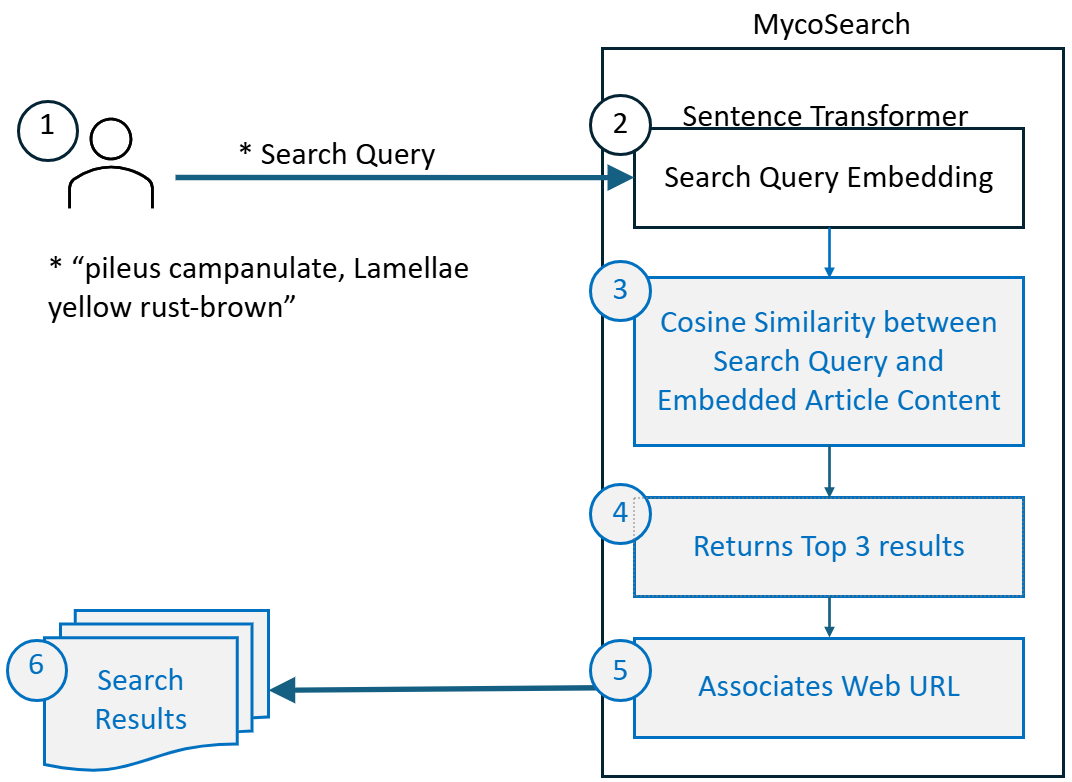 MycoSearch
1
* Search Query
* “pileus campanulate, Lamellae
yellow rust-brown”
2
Sentence Transformer
Search Query Embedding
3
Cosine Similarity between
Search Query and
Embedded Article Content
4
Returns Top 3 results
5
Associates Web URL
6
Search
Results